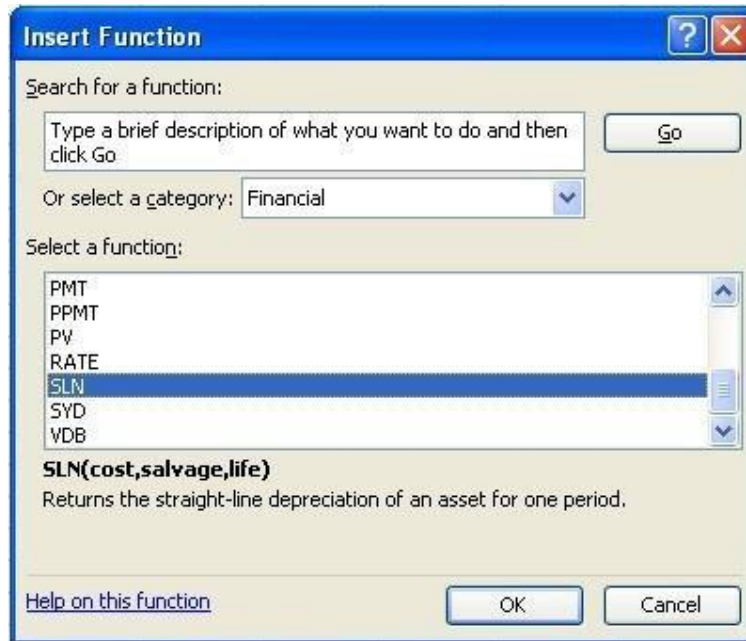 Insert Function
Search for a function:
Type a brief description of what you want to do and then
click Go
Go
Or select a category: Financial
Select a function:
PMT
PPMT
PV
RATE
SLN
SYD
VDB
SLN(cost,salvage,life)
Returns the straight-line depreciation of an asset for one period.
Help on this function
OK
Cancel